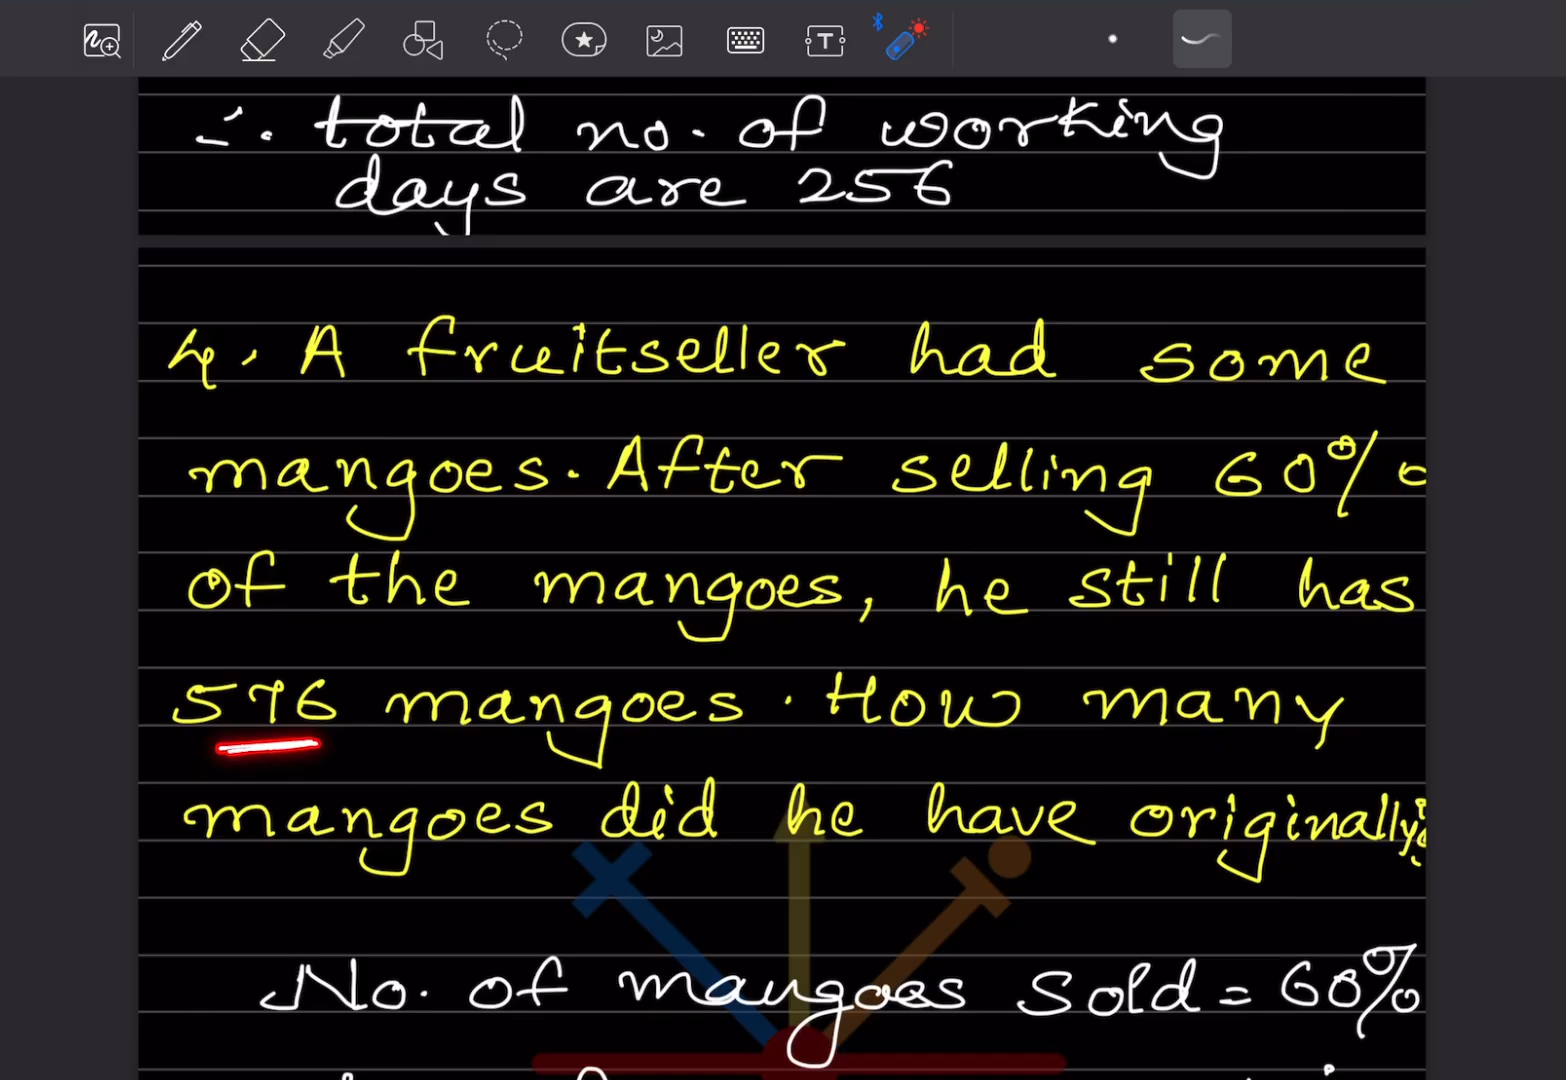 ∴ total no. of working
days are 256
4. A fruitseller had some
mangoes. After selling 60%
of the mangoes, he still has
576 mangoes. How many
mangoes did he have originally?
No. of mangoes sold = 60%